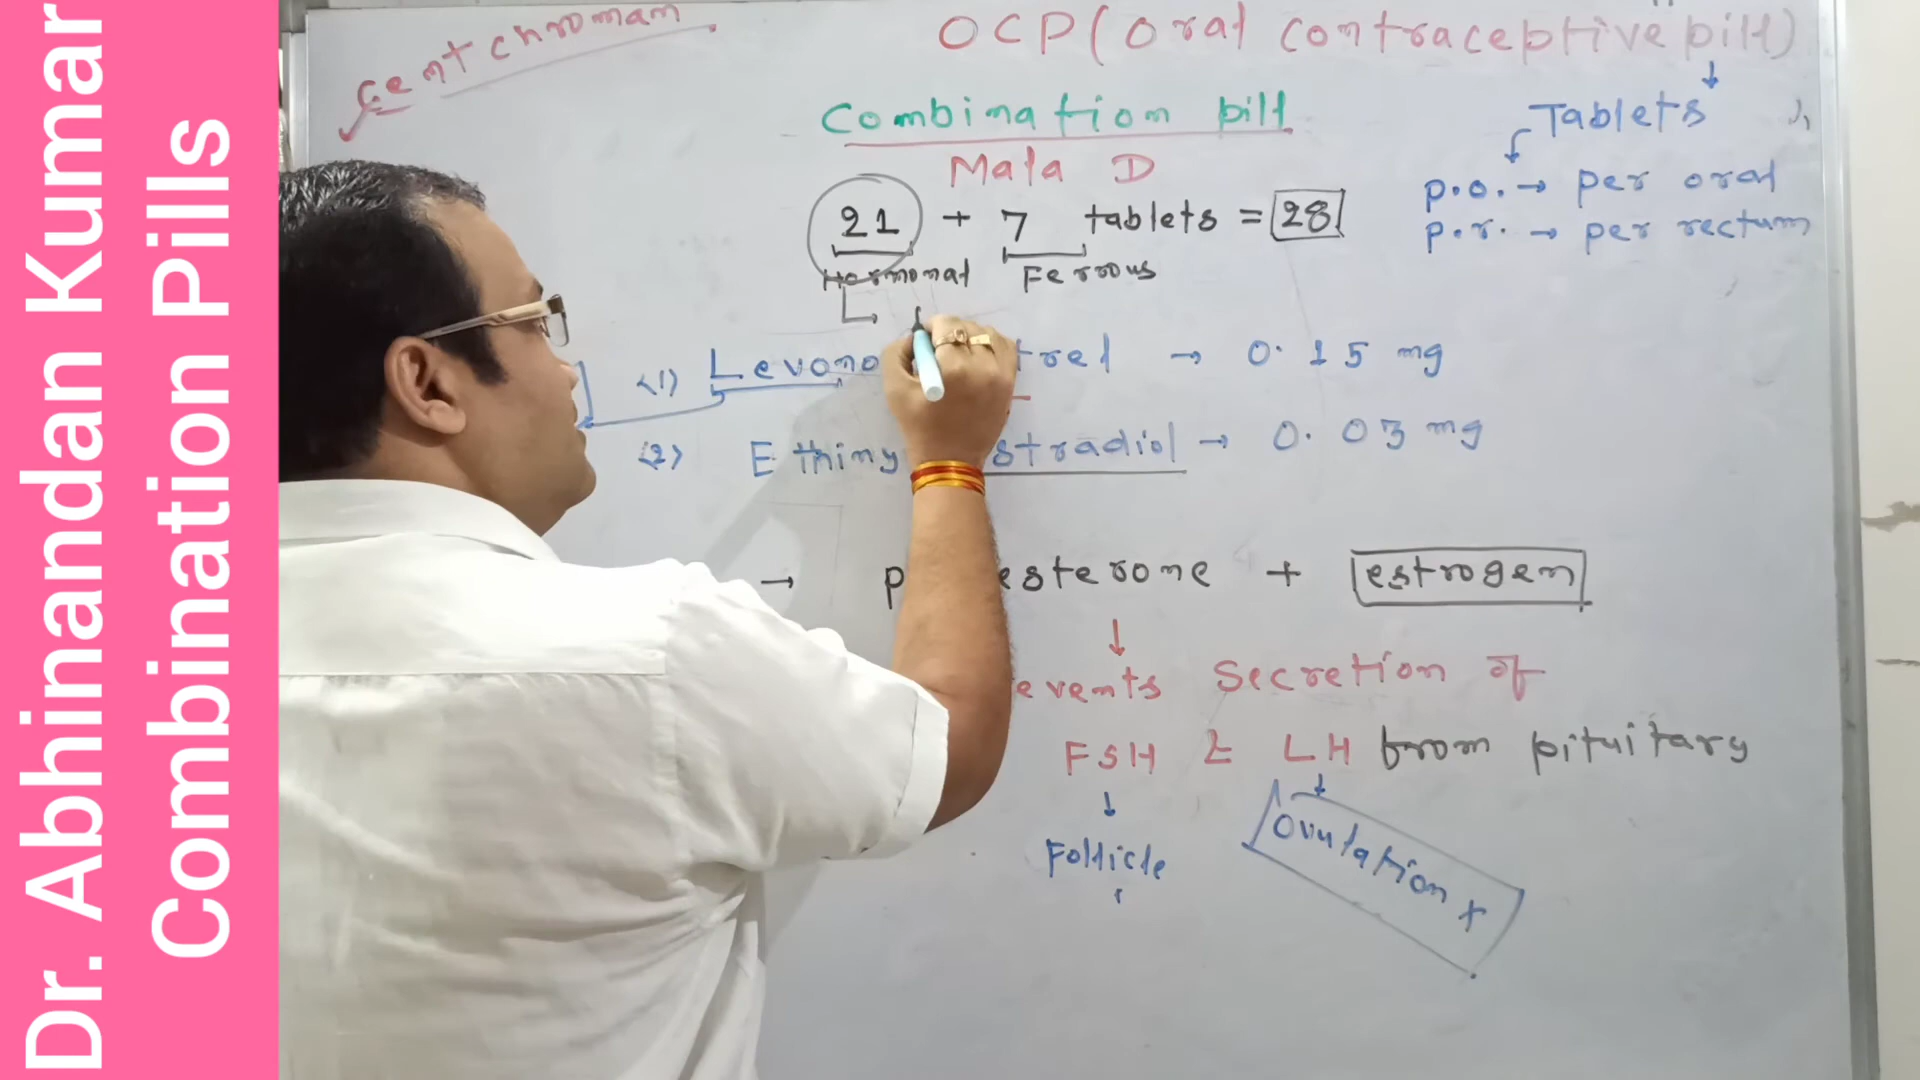 Dr. Abhinandan Kumar
Combination Pills
Centchroman.
OCP (Oral contraceptive pill)
Combination pill
Mala D
21 + 7 tablets = 28
Hormonal Ferrous
Tablets
p.o. → per oral
p.r. → per rectum
(1) Levono trel → 0.15 mg
(2) Ethiny stradiol → 0.03 mg
→ p esterone + estrogen
events secretion of
FSH & LH from pituitary
↓ ↓
Follicle Ovulation x